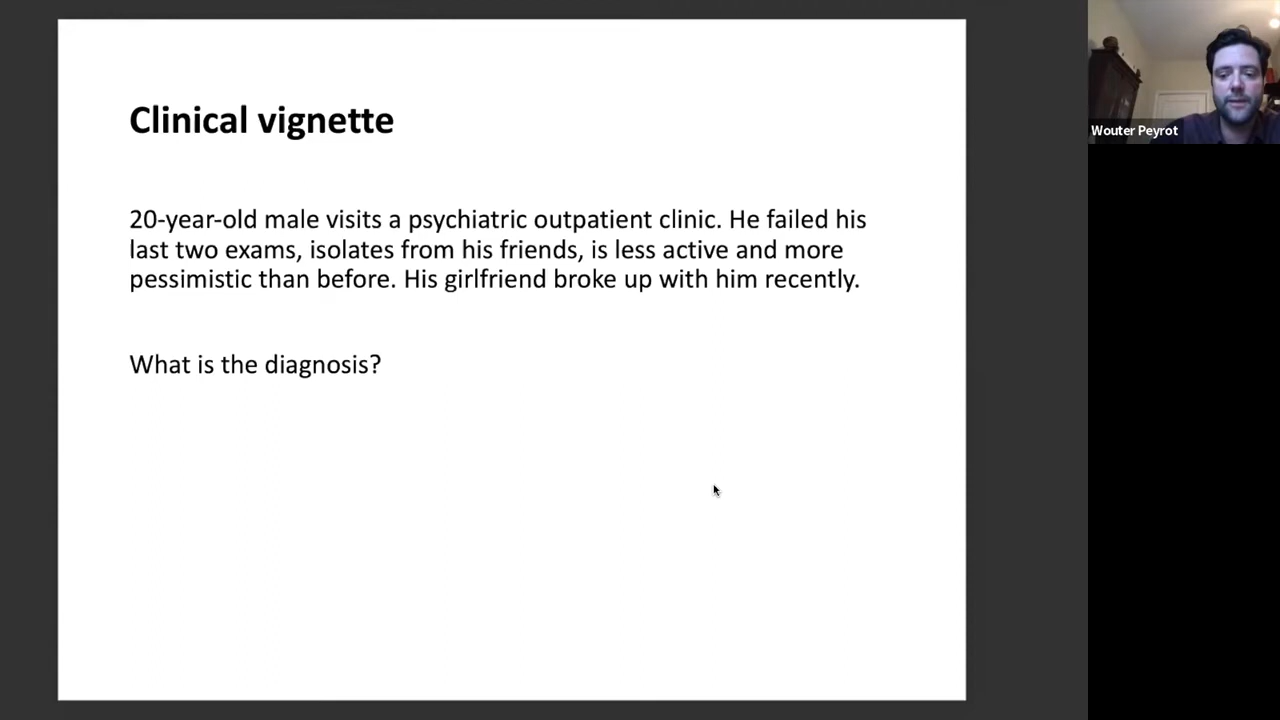 Clinical vignette
20-year-old male visits a psychiatric outpatient clinic. He failed his
last two exams, isolates from his friends, is less active and more
pessimistic than before. His girlfriend broke up with him recently.
What is the diagnosis?
Wouter Peyrot